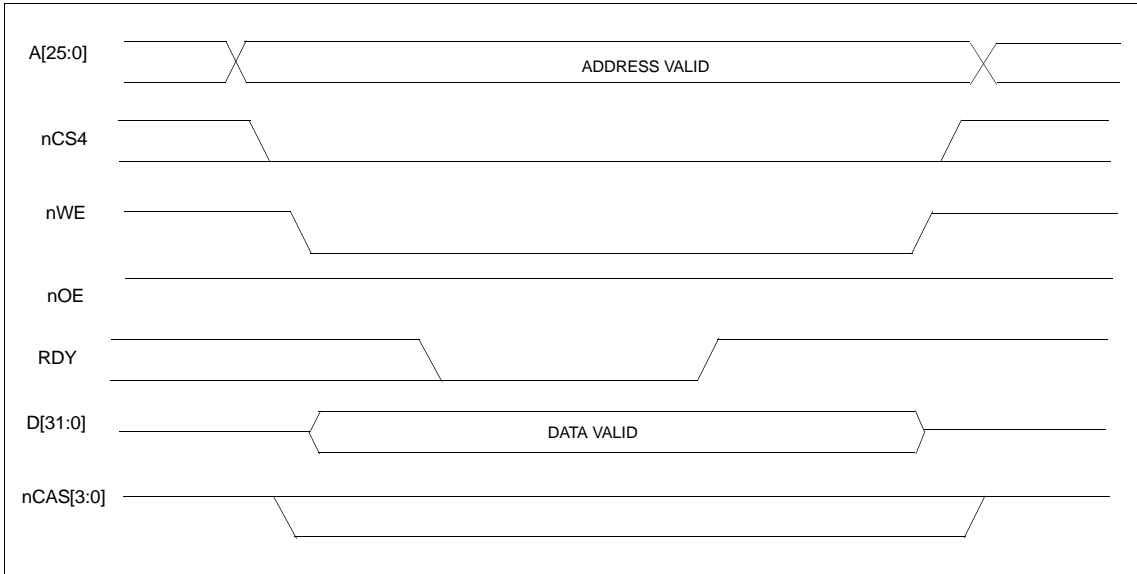 A[25:0]
ADDRESS VALID
nCS4
nWE
nOE
RDY
D[31:0]
DATA VALID
nCAS[3:0]